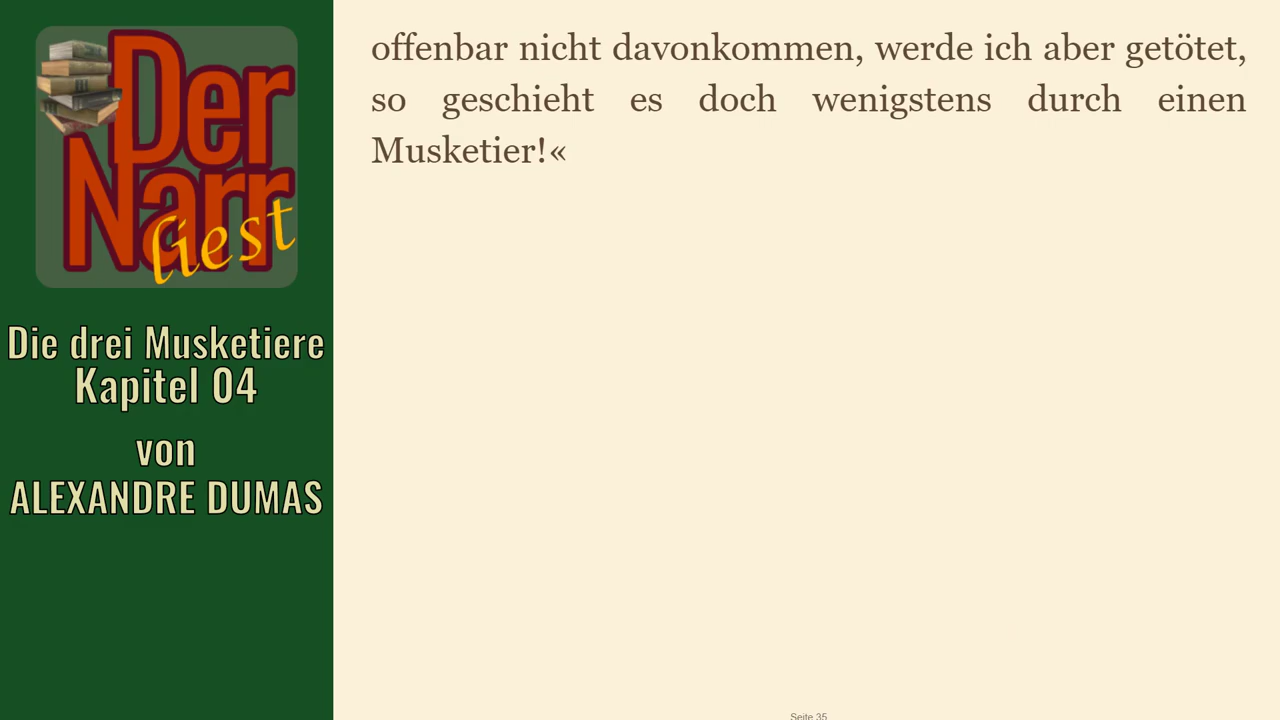 Der
Narr
liest
Die drei Musketiere
Kapitel 04
von
ALEXANDRE DUMAS
offenbar nicht davonkommen, werde ich aber getötet,
so geschieht es doch wenigstens durch einen
Musketier!«
Seite 35